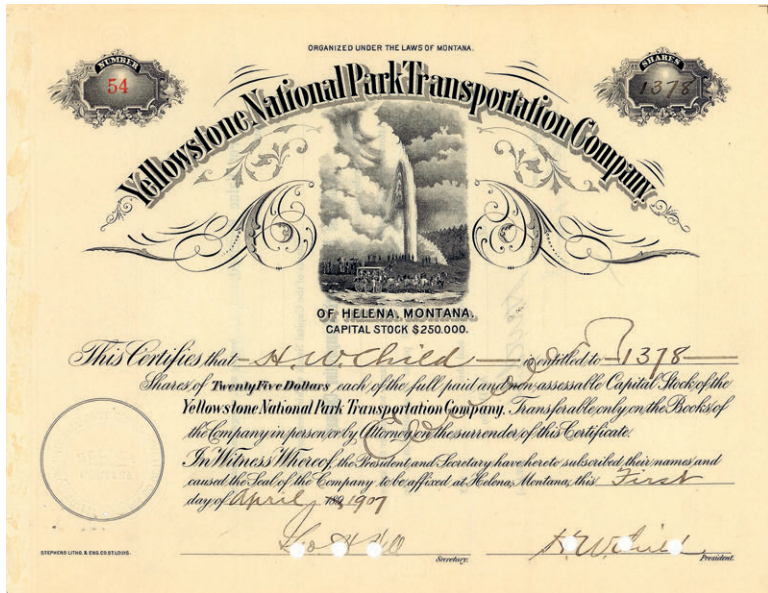 ORGANIZED UNDER THE LAWS OF MONTANA.
NUMBER
54
SHARES
1378
Yellowstone National Park Transportation Company
OF HELENA, MONTANA.
CAPITAL STOCK $250.000.
This Certifies that H. W. Child is entitled to 1378
Shares of Twenty Five Dollars each of the full paid and non-assessable Capital Stock of the
Yellowstone National Park Transportation Company, Transferable only on the Books of
the Company in person or by Attorney on the surrender of this Certificate.
In Witness Whereof, the President and Secretary have hereto subscribed their names and
caused the Seal of the Company to be affixed at Helena, Montana, this First
day of April 189 1907
H. W. Child
Secretary.
President.
STEPHENS LITHO. & ENG. CO. ST. LOUIS.